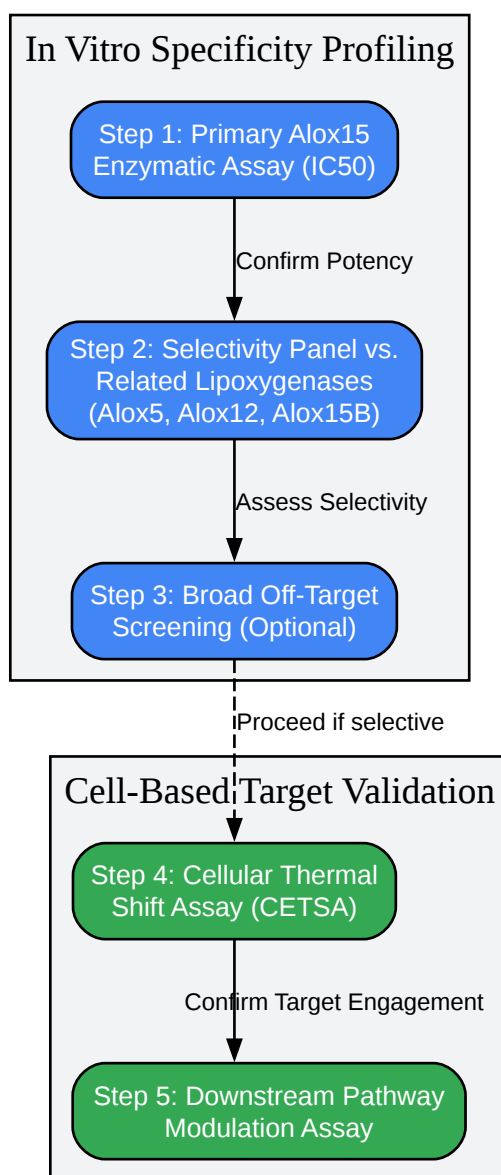 In Vitro Specificity Profiling
Step 1: Primary Alox15
Enzymatic Assay (IC50)
Confirm Potency
Step 2: Selectivity Panel vs.
Related Lipoxygenases
(Alox5, Alox12, Alox15B)
Assess Selectivity
Step 3: Broad Off-Target
Screening (Optional)
Proceed if selective
Cell-Based Target Validation
Step 4: Cellular Thermal
Shift Assay (CETSA)
Confirm Target Engagement
Step 5: Downstream Pathway
Modulation Assay